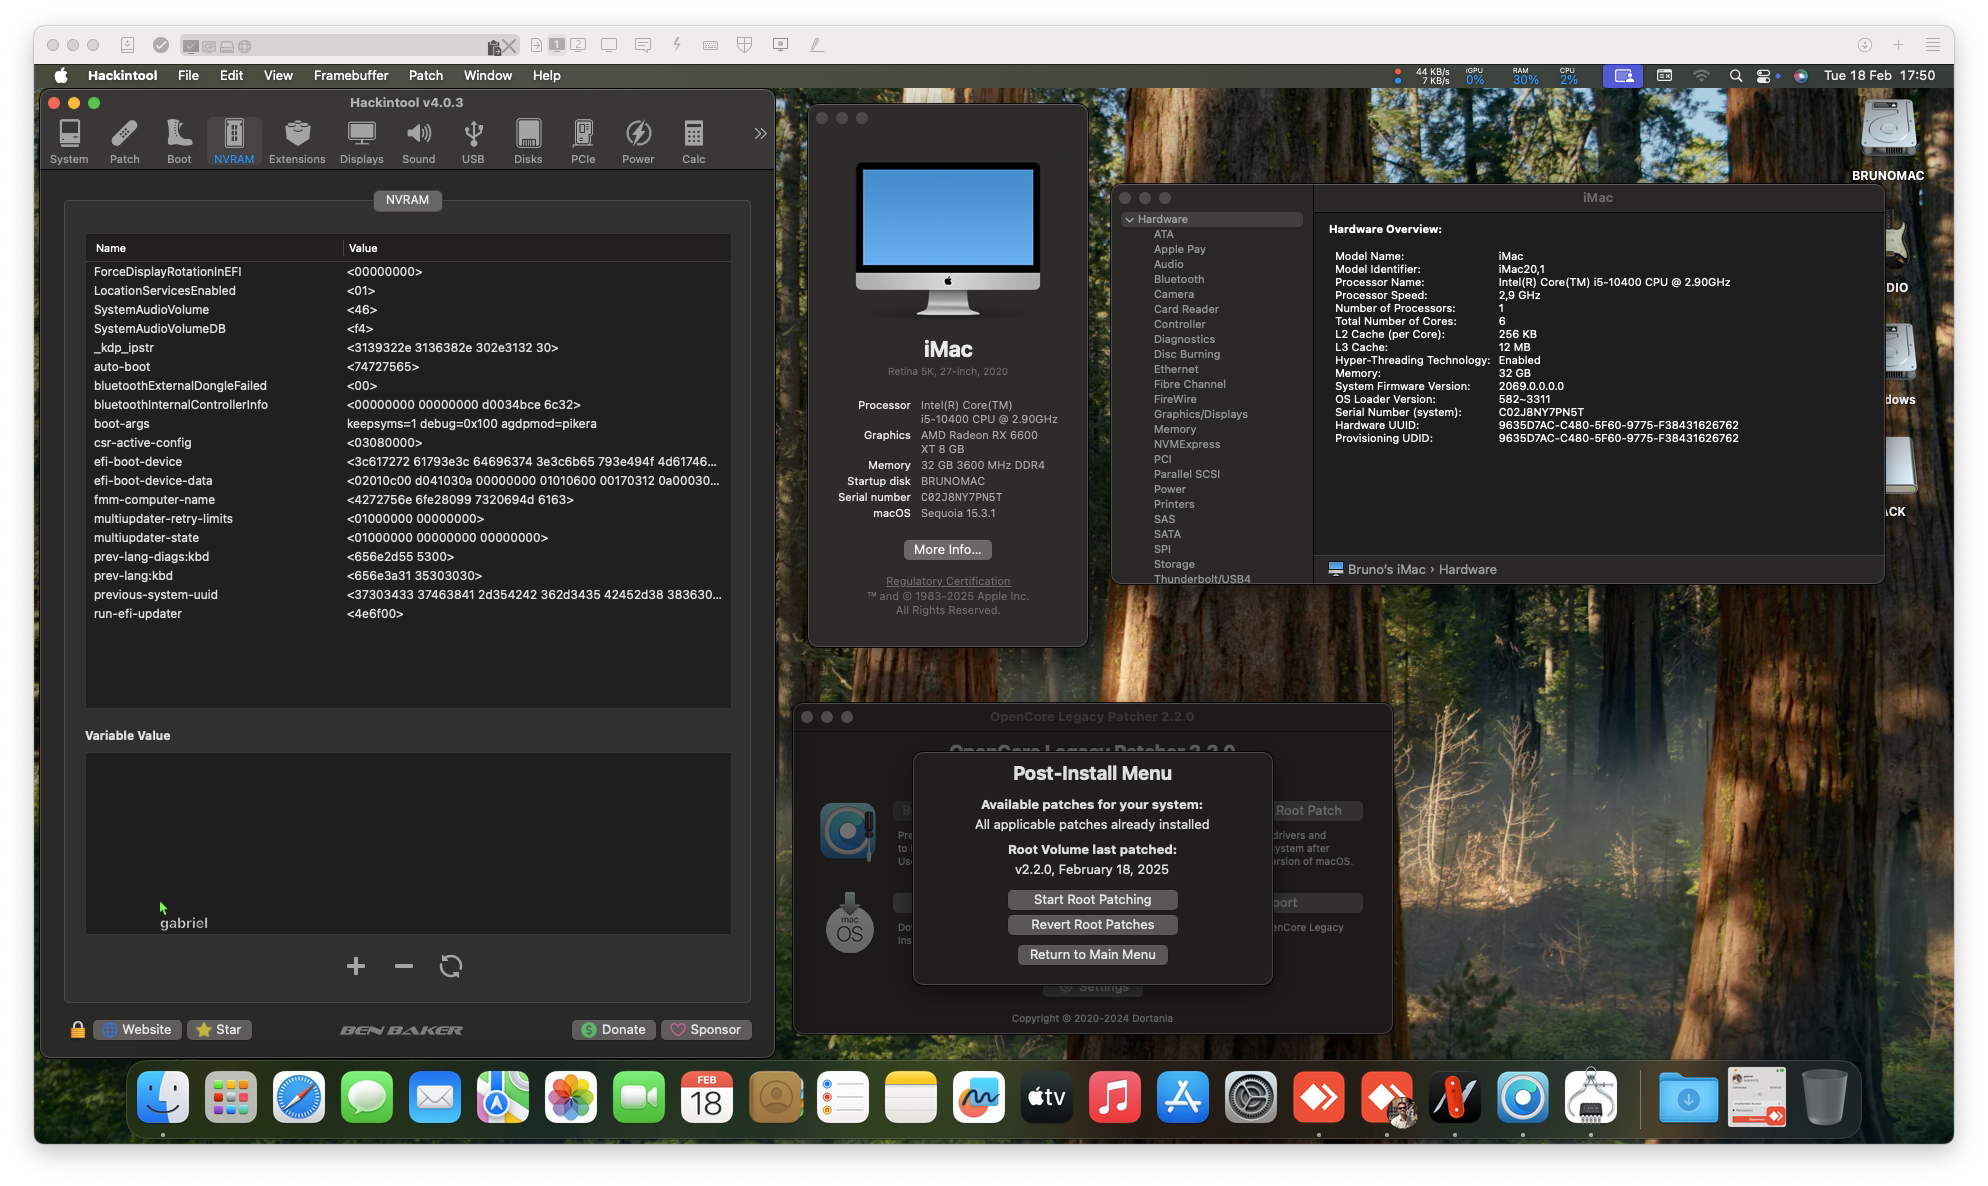 1 2
Hackintool File Edit View Framebuffer Patch Window Help
44 KB/s
7 KB/s
iGPU
0%
RAM
30%
CPU
2%
Tue 18 Feb 17:50
Hackintool v4.0.3
System Patch Boot NVRAM Extensions Displays Sound USB Disks PCIe Power Calc
NVRAM
Name Value
ForceDisplayRotationInEFI <00000000>
LocationServicesEnabled <01>
SystemAudioVolume <46>
SystemAudioVolumeDB <f4>
_kdp_ipstr <3139322e 3136382e 302e3132 30>
auto-boot <74727565>
bluetoothExternalDongleFailed <00>
bluetoothInternalControllerInfo <00000000 00000000 d0034bce 6c32>
boot-args keepsyms=1 debug=0x100 agdpmod=pikera
csr-active-config <03080000>
efi-boot-device <3c617272 61793e3c 64696374 3e3c6b65 793e494f 4d61746...
efi-boot-device-data <02010c00 d041030a 00000000 01010600 00170312 0a00030...
fmm-computer-name <4272756e 6fe28099 7320694d 6163>
multiupdater-retry-limits <01000000 00000000>
multiupdater-state <01000000 00000000 00000000>
prev-lang-diags:kbd <656e2d55 5300>
prev-lang:kbd <656e3a31 35303030>
previous-system-uuid <37303433 37463841 2d354242 362d3435 42452d38 383630...
run-efi-updater <4e6f00>
Variable Value
gabriel
Website Star BEN BAKER Donate Sponsor
iMac
Retina 5K, 27-inch, 2020
Processor Intel(R) Core(TM)
i5-10400 CPU @ 2.90GHz
Graphics AMD Radeon RX 6600
XT 8 GB
Memory 32 GB 3600 MHz DDR4
Startup disk BRUNOMAC
Serial number C02J8NY7PN5T
macOS Sequoia 15.3.1
More Info...
Regulatory Certification
™ and © 1983-2025 Apple Inc.
All Rights Reserved.
iMac
Hardware
ATA
Apple Pay
Audio
Bluetooth
Camera
Card Reader
Controller
Diagnostics
Disc Burning
Ethernet
Fibre Channel
FireWire
Graphics/Displays
Memory
NVMExpress
PCI
Parallel SCSI
Power
Printers
SAS
SATA
SPI
Storage
Thunderbolt/USB4
Hardware Overview:
Model Name: iMac
Model Identifier: iMac20,1
Processor Name: Intel(R) Core(TM) i5-10400 CPU @ 2.90GHz
Processor Speed: 2,9 GHz
Number of Processors: 1
Total Number of Cores: 6
L2 Cache (per Core): 256 KB
L3 Cache: 12 MB
Hyper-Threading Technology: Enabled
Memory: 32 GB
System Firmware Version: 2069.0.0.0.0
OS Loader Version: 582~3311
Serial Number (system): C02J8NY7PN5T
Hardware UUID: 9635D7AC-C480-5F60-9775-F38431626762
Provisioning UDID: 9635D7AC-C480-5F60-9775-F38431626762
Bruno's iMac › Hardware
BRUNOMAC
DIO
dows
ACK
OpenCore Legacy Patcher 2.2.0
OpenCore Legacy Patcher 2.2.0
Post-Install Menu
Available patches for your system:
All applicable patches already installed
Root Volume last patched:
v2.2.0, February 18, 2025
Start Root Patching
Revert Root Patches
Return to Main Menu
B
Pre
to i
Us
Root Patch
drivers and
ystem after
ersion of macOS.
mac
OS
Do
Ins
port
enCore Legacy
Settings
Copyright © 2020-2024 Dortania
FEB
18
tv